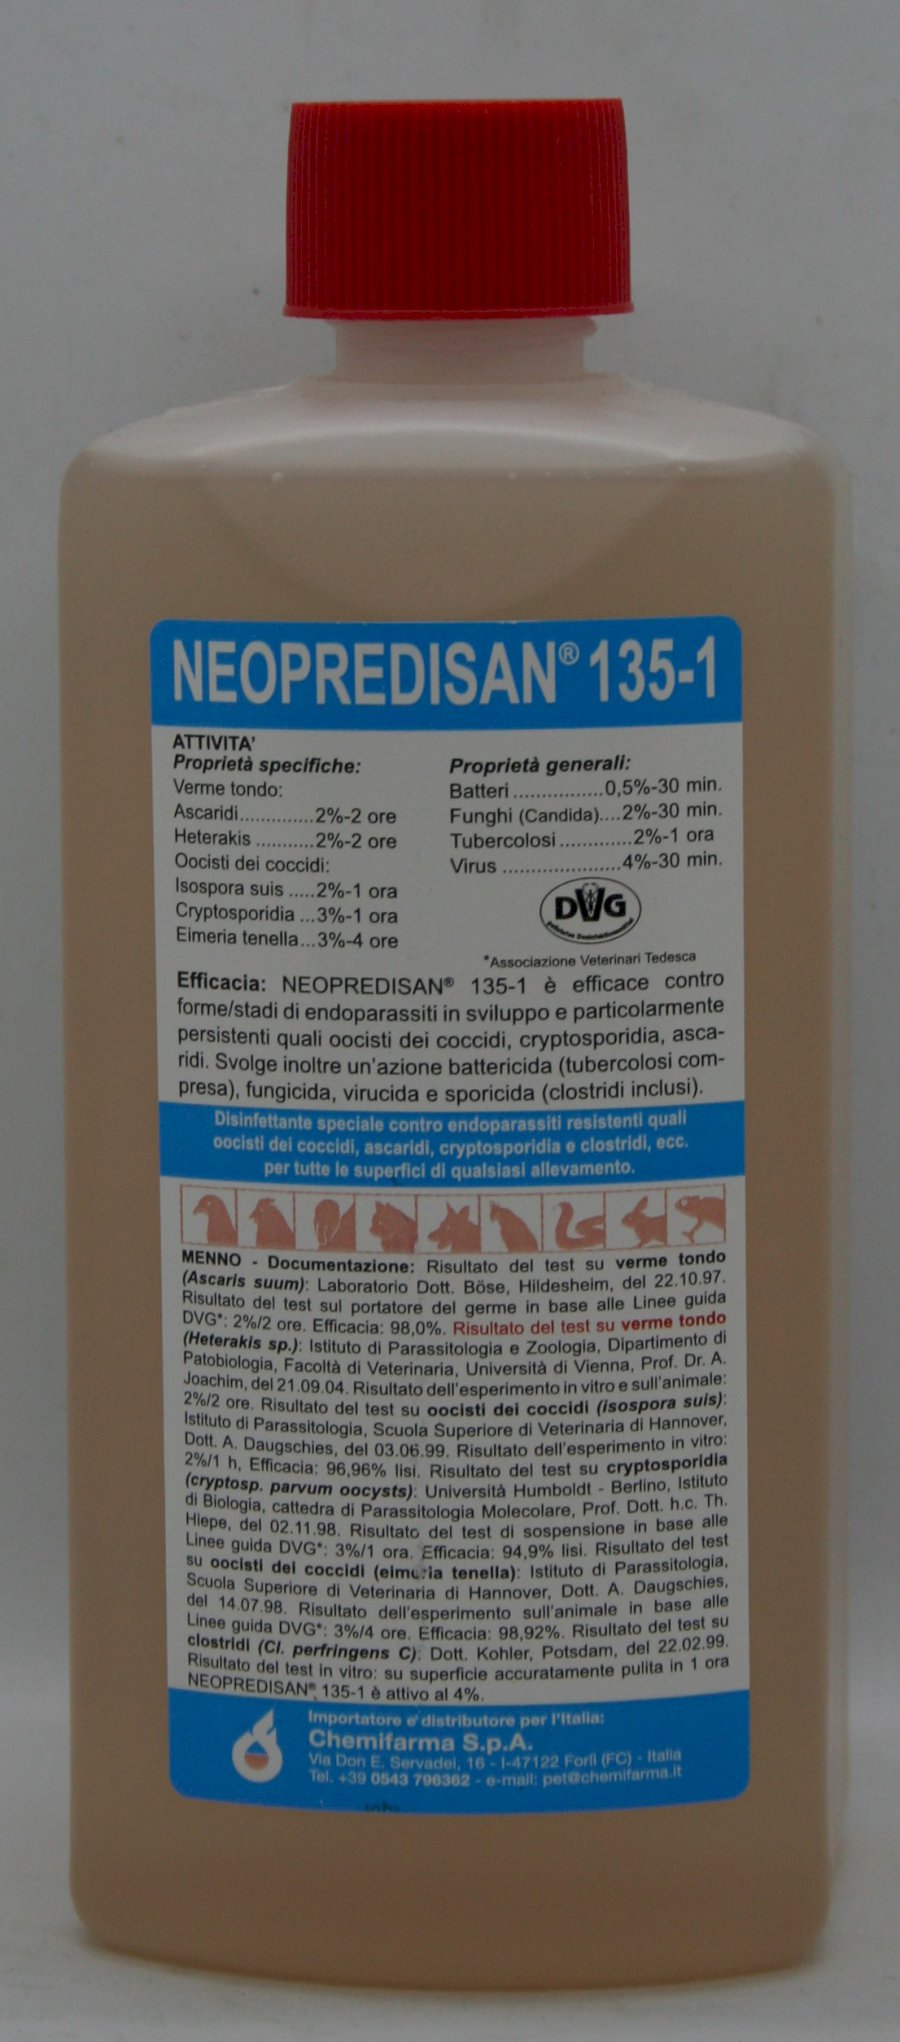 NEOPREDISAN® 135-1
ATTIVITA'
Proprietà specifiche:
Verme tondo:
Ascaridi..............2%-2 ore
Heterakis ...........2%-2 ore
Oocisti dei coccidi:
Isospora suis .....2%-1 ora
Cryptosporidia ...3%-1 ora
Eimeria tenella...3%-4 ore
Proprietà generali:
Batteri .................0,5%-30 min.
Funghi (Candida)....2%-30 min.
Tubercolosi .............2%-1 ora
Virus ......................4%-30 min.
DVG
*Associazione Veterinari Tedesca
Efficacia: NEOPREDISAN® 135-1 è efficace contro
forme/stadi di endoparassiti in sviluppo e particolarmente
persistenti quali oocisti dei coccidi, cryptosporidia, asca-
ridi. Svolge inoltre un'azione battericida (tubercolosi com-
presa), fungicida, virucida e sporicida (clostridi inclusi).
Disinfettante speciale contro endoparassiti resistenti quali
oocisti dei coccidi, ascaridi, cryptosporidia e clostridi, ecc.
per tutte le superfici di qualsiasi allevamento.
MENNO - Documentazione: Risultato del test su verme tondo
(Ascaris suum): Laboratorio Dott. Böse, Hildesheim, del 22.10.97.
Risultato del test sul portatore del germe in base alle Linee guida
DVG*: 2%/2 ore. Efficacia: 98,0%. Risultato del test su verme tondo
(Heterakis sp.): Istituto di Parassitologia e Zoologia, Dipartimento di
Patobiologia, Facoltà di Veterinaria, Università di Vienna, Prof. Dr. A.
Joachim, del 21.09.04. Risultato dell'esperimento in vitro e sull'animale:
2%/2 ore. Risultato del test su oocisti dei coccidi (isospora suis):
Istituto di Parassitologia, Scuola Superiore di Veterinaria di Hannover,
Dott. A. Daugschies, del 03.06.99. Risultato dell'esperimento in vitro:
2%/1 h, Efficacia: 96,96% lisi. Risultato del test su cryptosporidia
(cryptosp. parvum oocysts): Università Humboldt - Berlino, Istituto
di Biologia, cattedra di Parassitologia Molecolare, Prof. Dott. h.c. Th.
Hiepe, del 02.11.98. Risultato del test di sospensione in base alle
Linee guida DVG*: 3%/1 ora. Efficacia: 94,9% lisi. Risultato del test
su oocisti dei coccidi (eimeria tenella): Istituto di Parassitologia,
Scuola Superiore di Veterinaria di Hannover, Dott. A. Daugschies,
del 14.07.98. Risultato dell'esperimento sull'animale in base alle
Linee guida DVG*: 3%/4 ore. Efficacia: 98,92%. Risultato del test su
clostridi (Cl. perfringens C): Dott. Kohler, Potsdam, del 22.02.99.
Risultato del test in vitro: su superficie accuratamente pulita in 1 ora
NEOPREDISAN® 135-1 è attivo al 4%.
Importatore e distributore per l'Italia:
Chemifarma S.p.A.
Via Don E. Servadei, 16 - I-47122 Forlì (FC) - Italia
Tel. +39 0543 796362 - e-mail: pet@chemifarma.it